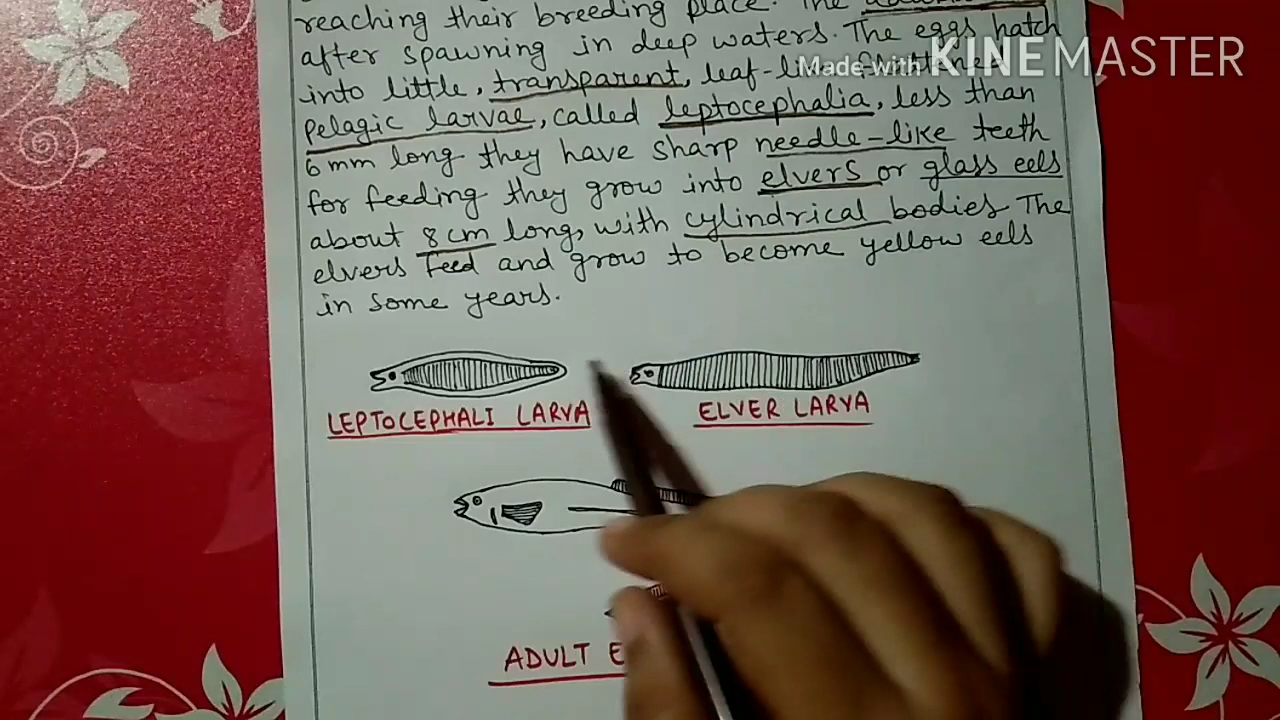 reaching their breeding place. The
after spawning in deep waters. The eggs hatch
into little, transparent, leaf-like
pelagic larvae, called leptocephalia, less than
6 mm long they have sharp needle-like teeth
for feeding they grow into elvers or glass eels
about 8 cm long, with cylindrical bodies. The
elvers feed and grow to become yellow eels
in some years.
Made with KINEMASTER
LEPTOCEPHALI LARVA
ELVER LARVA
ADULT E